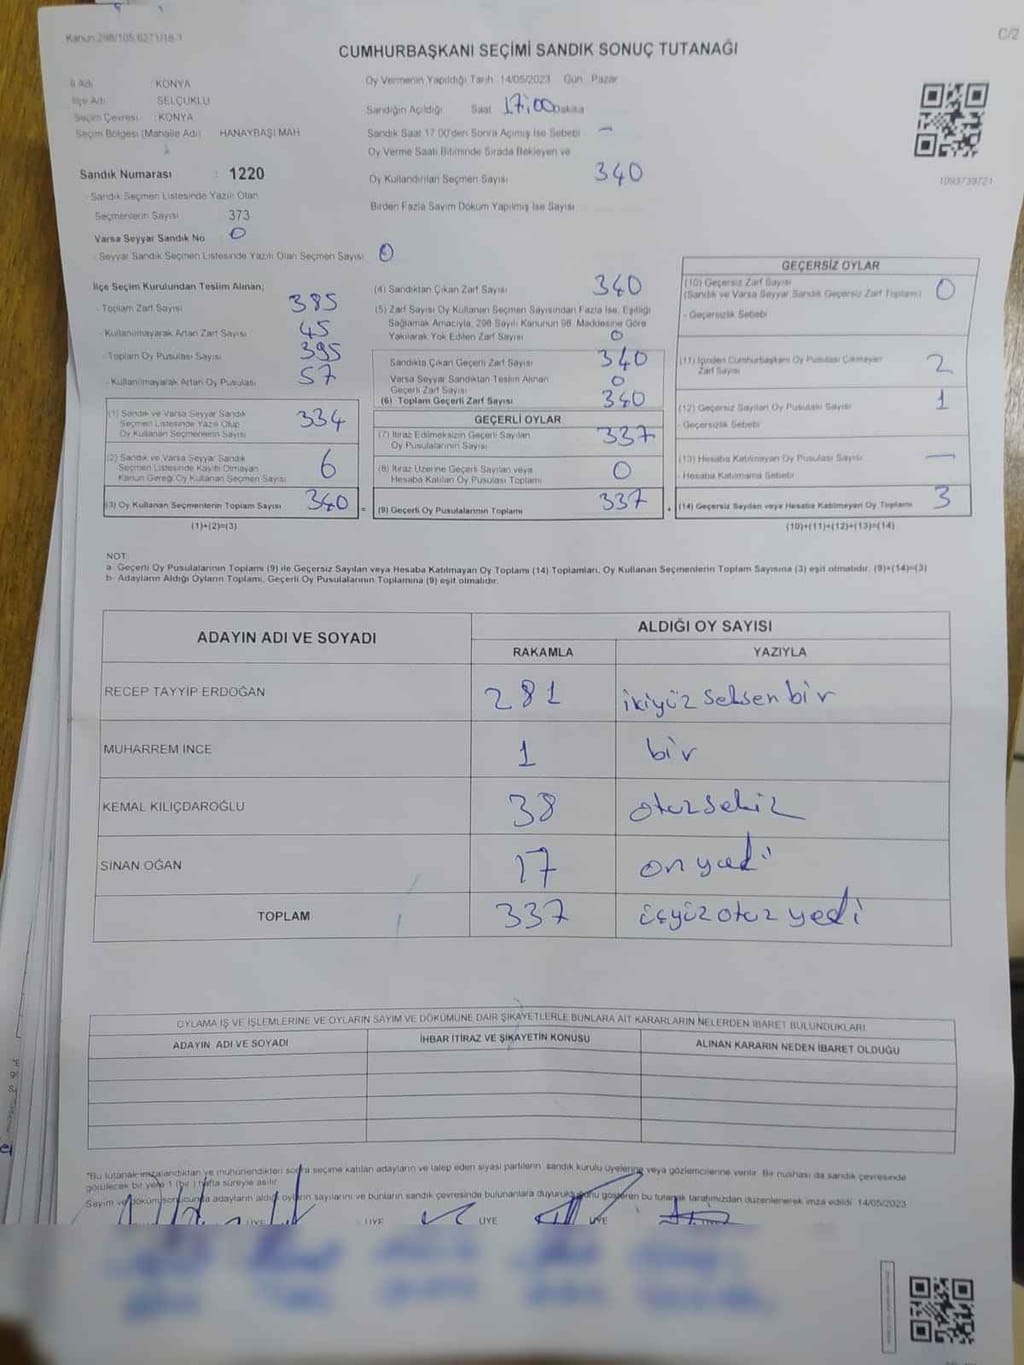 Kanun:298/105,6271/18-1
C/2
CUMHURBAŞKANI SEÇİMİ SANDIK SONUÇ TUTANAĞI
İl Adı : KONYA
İlçe Adı : SELÇUKLU
Seçim Çevresi : KONYA
Seçim Bölgesi (Mahalle Adı) HANAYBAŞI MAH
Sandık Numarası : 1220
Sandık Seçmen Listesinde Yazılı Olan
Seçmenlerin Sayısı 373
Varsa Seyyar Sandık No 0
Seyyar Sandık Seçmen Listesinde Yazılı Olan Seçmen Sayısı 0
Oy Vermenin Yapıldığı Tarih 14/05/2023 Gün Pazar
Sandığın Açıldığı Saat 17:00 Dakika
Sandık Saat 17.00'den Sonra Açmış İse Sebebi -
Oy Verme Saati Bitiminde Sırada Bekleyen ve
Oy Kullandırılan Seçmen Sayısı 340
Birden Fazla Sayım Döküm Yapılmış İse Sayısı
1093739721
İlçe Seçim Kurulundan Teslim Alınan;
- Toplam Zarf Sayısı 385
- Kullanılmayarak Artan Zarf Sayısı 45
- Toplam Oy Pusulası Sayısı 395
- Kullanılmayarak Artan Oy Pusulası 57
(1) Sandık ve Varsa Seyyar Sandık
Seçmen Listesinde Yazılı Olup
Oy Kullanan Seçmenlerin Sayısı 334
(2) Sandık ve Varsa Seyyar Sandık
Seçmen Listesinde Kaydı Olmayan
Kanun Gereği Oy Kullanan Seçmen Sayısı 6
(3) Oy Kullanan Seçmenlerin Toplam Sayısı 340 =
(1)+(2)=(3)
(4) Sandıktan Çıkan Zarf Sayısı 340
(5) Zarf Sayısı Oy Kullanan Seçmen Sayısından Fazla İse, Eşitliği
Sağlamak Amacıyla, 298 Sayılı Kanunun 98. Maddesine Göre
Yakılarak Yok Edilen Zarf Sayısı 0
Sandıkta Çıkan Geçerli Zarf Sayısı 340
Varsa Seyyar Sandıktan Teslim Alınan
Geçerli Zarf Sayısı 0
(6) Toplam Geçerli Zarf Sayısı 340
GEÇERLİ OYLAR
(7) İtiraz Edilmeksizin Geçerli Sayılan
Oy Pusulalarının Sayısı 337
(8) İtiraz Üzerine Geçerli Sayılan veya
Hesaba Katılan Oy Pusulası Toplamı 0
(9) Geçerli Oy Pusulalarının Toplamı 337 +
GEÇERSİZ OYLAR
(10) Geçersiz Zarf Sayısı 0
(Sandık ve Varsa Seyyar Sandık Geçersiz Zarf Toplamı)
- Geçersizlik Sebebi
(11) İçinden Cumhurbaşkanı Oy Pusulası Çıkmayan
Zarf Sayısı 2
(12) Geçersiz Sayılan Oy Pusulası Sayısı 1
- Geçersizlik Sebebi
(13) Hesaba Katılmayan Oy Pusulası Sayısı -
- Hesaba Katılmama Sebebi
(14) Geçersiz Sayılan veya Hesaba Katılmayan Oy Toplamı 3
(10)+(11)+(12)+(13)=(14)
NOT:
a- Geçerli Oy Pusulalarının Toplamı (9) ile Geçersiz Sayılan veya Hesaba Katılmayan Oy Toplamı (14) Toplamları, Oy Kullanan Seçmenlerin Toplam Sayısına (3) eşit olmalıdır. (9)+(14)=(3)
b- Adayların Aldığı Oyların Toplamı, Geçerli Oy Pusulalarının Toplamına (9) eşit olmalıdır.
ADAYIN ADI VE SOYADI
ALDIĞI OY SAYISI
RAKAMLA YAZIYLA
RECEP TAYYİP ERDOĞAN 281 ikiyüz seksen bir
MUHARREM İNCE 1 bir
KEMAL KILIÇDAROĞLU 38 otuzsekiz
SİNAN OĞAN 17 on yedi
TOPLAM 337 üçyüz otuz yedi
OYLAMA İŞ VE İŞLEMLERİNE VE OYLARIN SAYIM VE DÖKÜMÜNE DAİR ŞİKAYETLERLE BUNLARA AİT KARARLARIN NELERDEN İBARET BULUNDUKLARI
ADAYIN ADI VE SOYADI İHBAR İTİRAZ VE ŞİKAYETİN KONUSU ALINAN KARARIN NEDEN İBARET OLDUĞU
"Bu tutanak imzalandıktan ve mühürlendikten sonra seçime katılan adayların ve talep eden siyasi partilerin sandık kurulu üyelerine veya gözlemcilerine verilir. Bir nüshası da sandık çevresinde
görülecek bir yere 1 (bir) hafta süreyle asılır.
Sayım ve döküm sonucunda adayların aldığı oyların sayılarını ve bunların sandık çevresinde bulunanlara duyurulduğunu gösteren bu tutanak tarafımızdan düzenlenerek imza edildi. 14/05/2023
ÜYE ÜYE ÜYE ÜYE